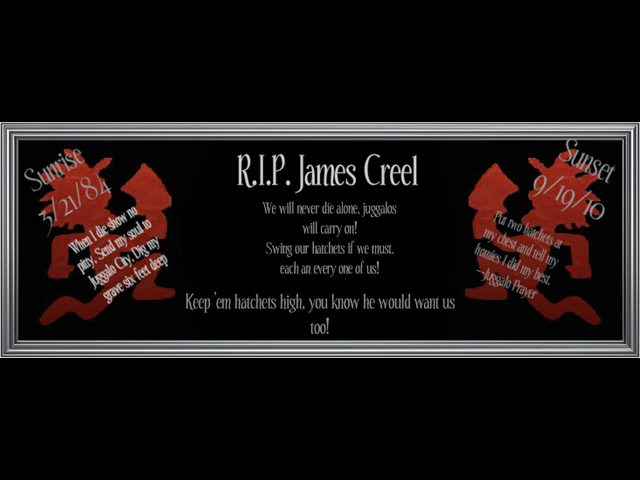 Sunrise
3/21/84
When I die show no
pitty, Send my soul to
Juggalo City, Dig my
grave six feet deep
R.I.P. James Creel
We will never die alone, juggalos
will carry on!
Swing our hatchets if we must,
each an every one of us!
Keep 'em hatchets high, you know he would want us
too!
Sunset
9/19/10
Put two hatchets at
my chest and tell my
homies I did my best.
~Juggalo Prayer